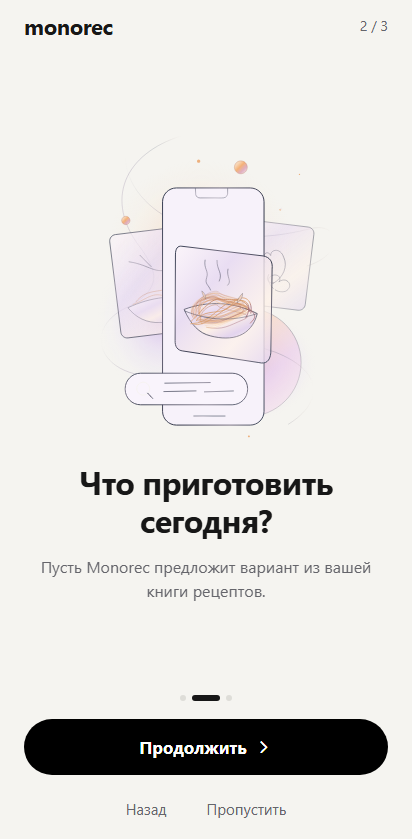 monorec
2 / 3
Что приготовить
сегодня?
Пусть Monorec предложит вариант из вашей
книги рецептов.
Продолжить
Назад
Пропустить